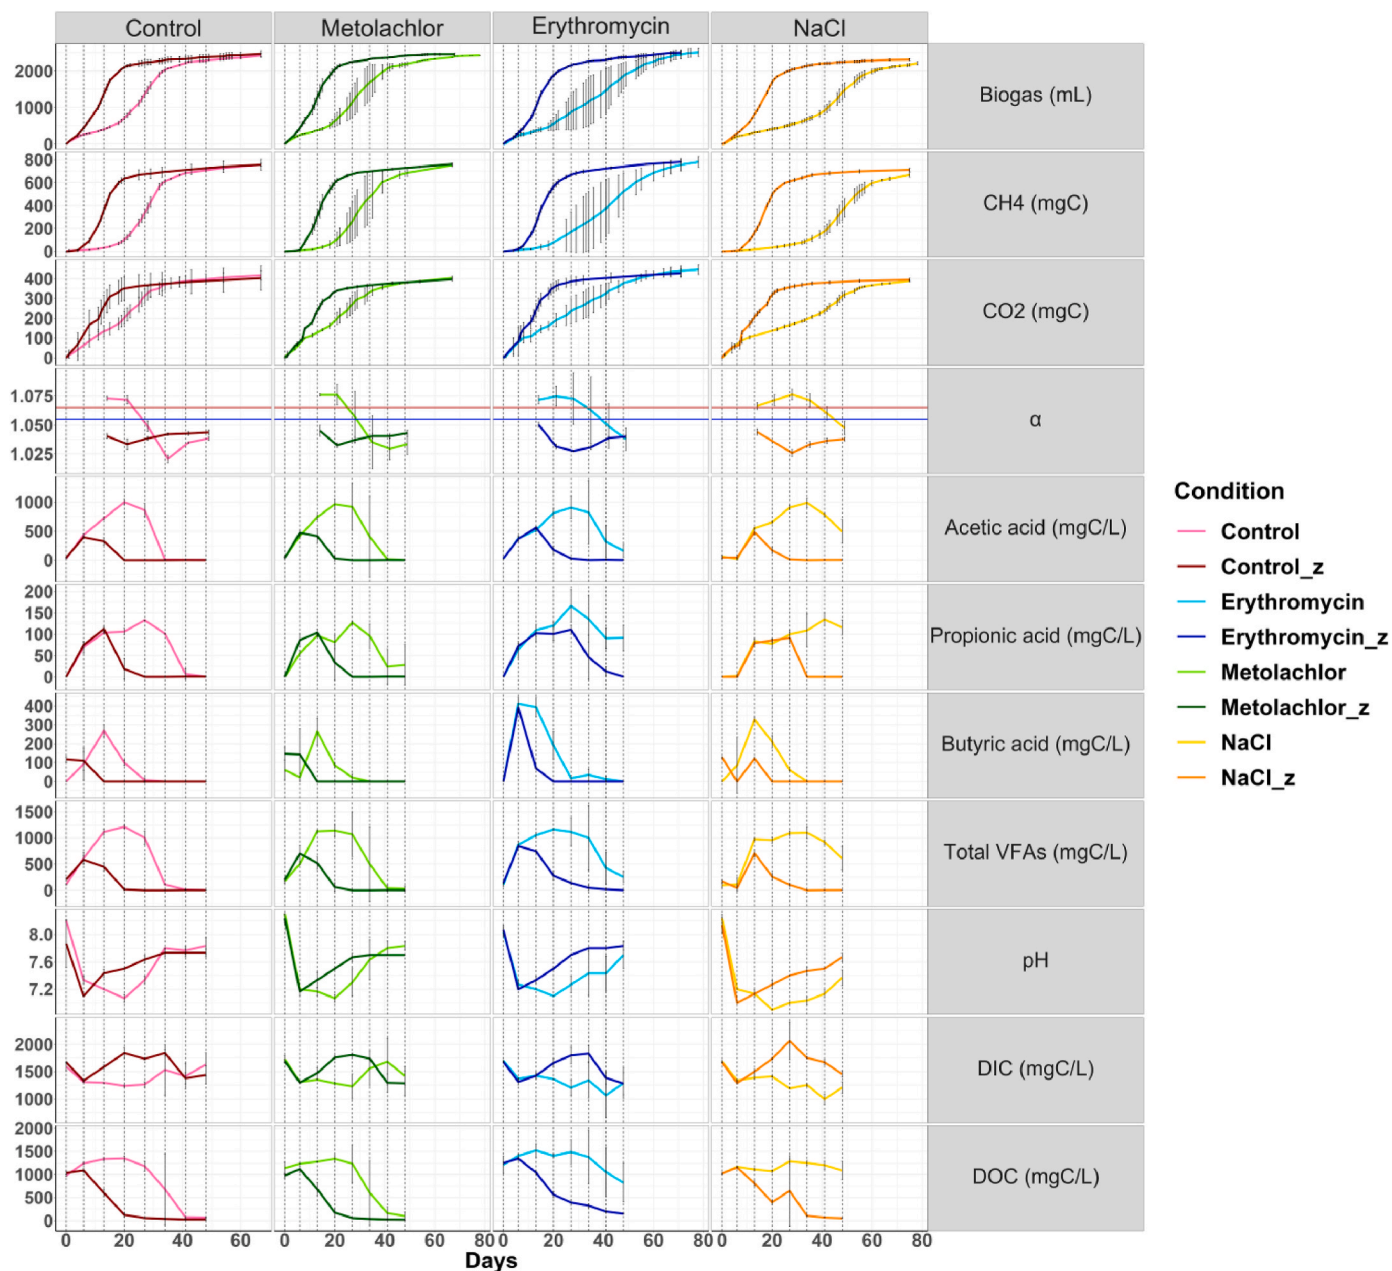 Control Metolachlor Erythromycin NaCl
2000
1000
0
Biogas (mL)
800
600
400
200
0
CH4 (mgC)
400
300
200
100
0
CO2 (mgC)
1.075
1.050
1.025
α
1000
500
0
Acetic acid (mgC/L)
200
150
100
50
0
Propionic acid (mgC/L)
400
300
200
100
0
Butyric acid (mgC/L)
1500
1000
500
0
Total VFAs (mgC/L)
8.0
7.6
7.2
pH
2000
1500
1000
DIC (mgC/L)
2000
1500
1000
500
0
DOC (mgC/L)
0 20 40 60 0 20 40 60 80 0 20 40 60 80 0 20 40 60 80
Days
Condition
Control
Control_z
Erythromycin
Erythromycin_z
Metolachlor
Metolachlor_z
NaCl
NaCl_z